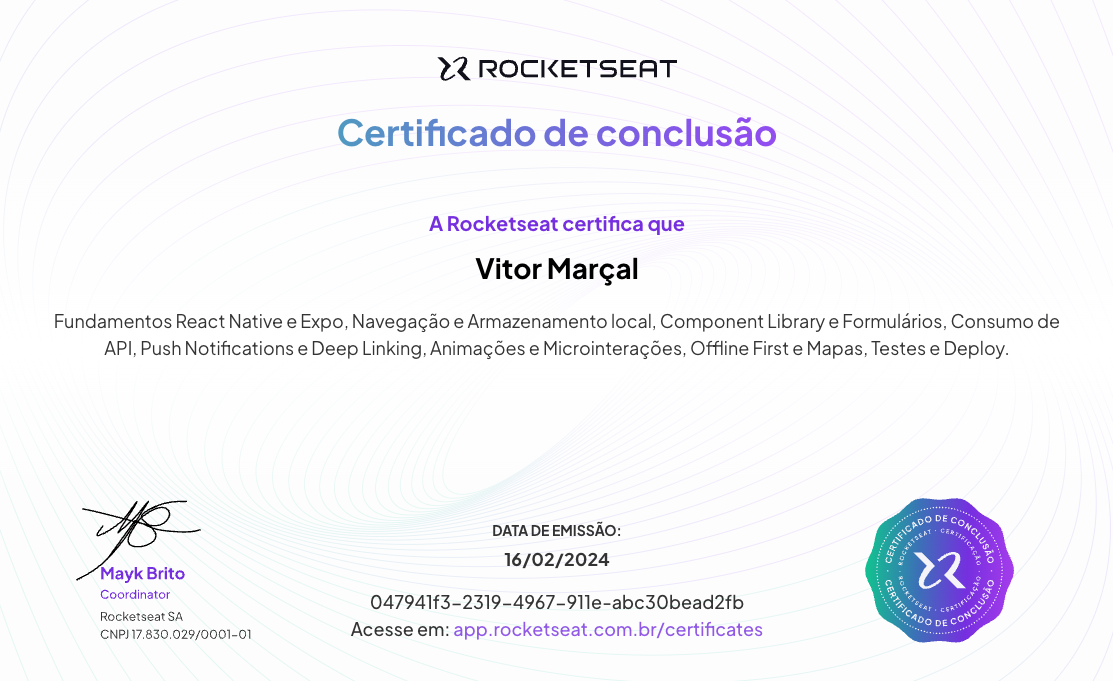 ROCKETSEAT
Certificado de conclusão
A Rocketseat certifica que
Vitor Marçal
Fundamentos React Native e Expo, Navegação e Armazenamento local, Component Library e Formulários, Consumo de
API, Push Notifications e Deep Linking, Animações e Microinterações, Offline First e Mapas, Testes e Deploy.
Mayk Brito
Coordinator
Rocketseat SA
CNPJ 17.830.029/0001-01
DATA DE EMISSÃO:
16/02/2024
047941f3-2319-4967-911e-abc30bead2fb
Acesse em: app.rocketseat.com.br/certificates
CERTIFICADO DE CONCLUSÃO
ROCKETSEAT · CERTIFICAÇÃO
ROCKETSEAT · CERTIFICAÇÃO
CERTIFICADO DE CONCLUSÃO